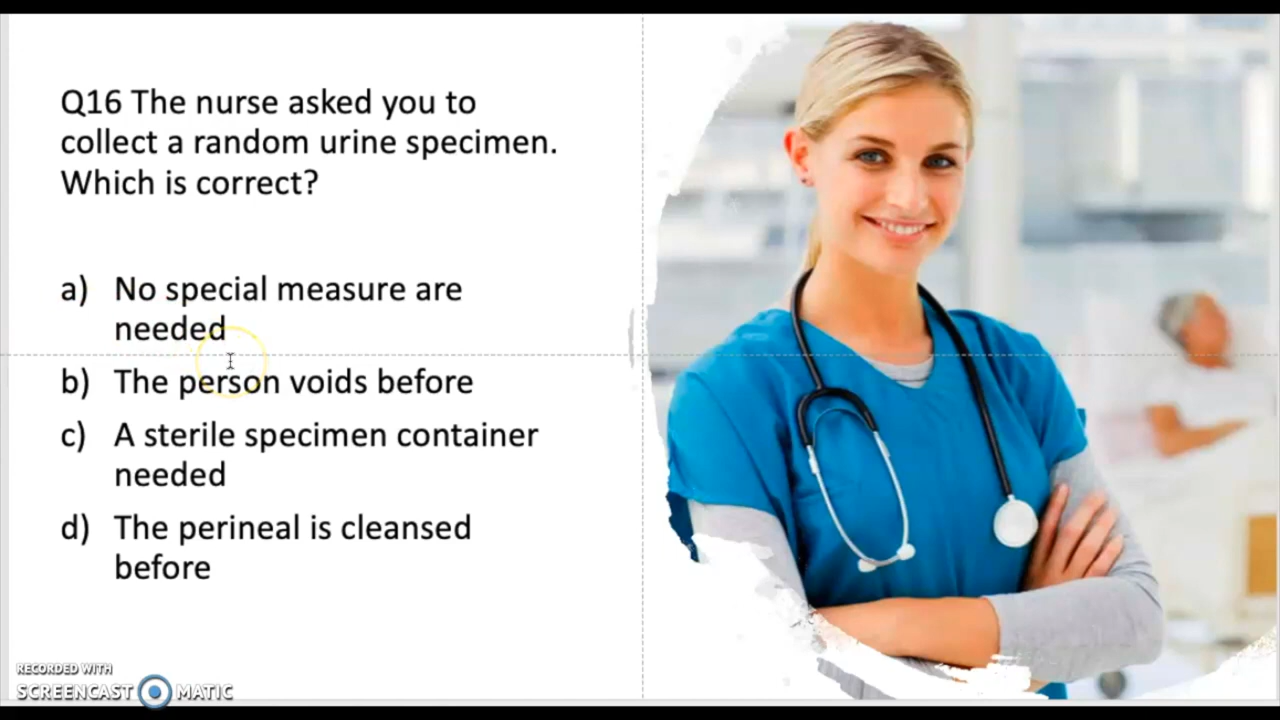 Q16 The nurse asked you to
collect a random urine specimen.
Which is correct?
a) No special measure are
needed
b) The person voids before
c) A sterile specimen container
needed
d) The perineal is cleansed
before
RECORDED WITH
SCREENCAST MATIC